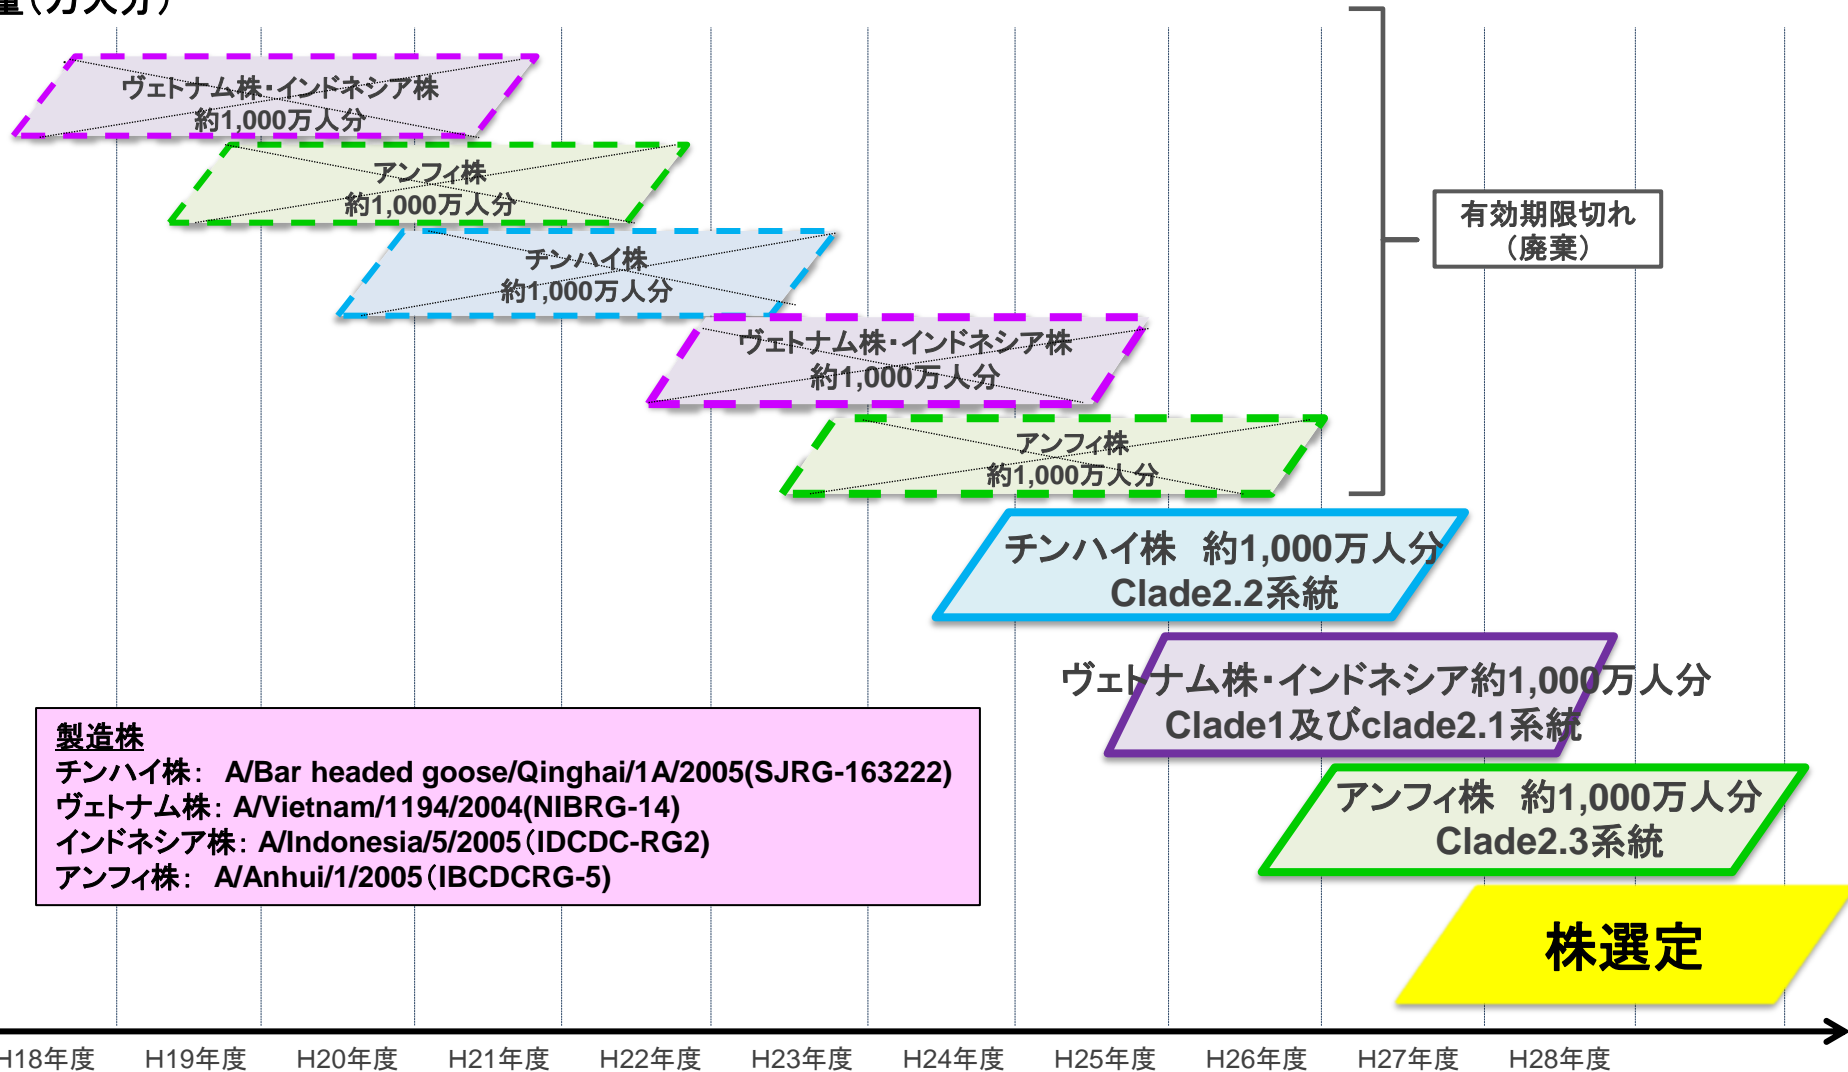 量(万人分)
ヴェトナム株・インドネシア株
約1,000万人分
アンフィ株
約1,000万人分
チンハイ株
約1,000万人分
ヴェトナム株・インドネシア株
約1,000万人分
アンフィ株
約1,000万人分
有効期限切れ
(廃棄)
チンハイ株　約1,000万人分
Clade2.2系統
ヴェトナム株・インドネシア約1,000万人分
Clade1及びclade2.1系統
アンフィ株　約1,000万人分
Clade2.3系統
株選定
製造株
チンハイ株： A/Bar headed goose/Qinghai/1A/2005(SJRG-163222)
ヴェトナム株： A/Vietnam/1194/2004(NIBRG-14)
インドネシア株： A/Indonesia/5/2005（IDCDC-RG2)
アンフィ株： A/Anhui/1/2005（IBCDCRG-5)
H18年度 H19年度 H20年度 H21年度 H22年度 H23年度 H24年度 H25年度 H26年度 H27年度 H28年度